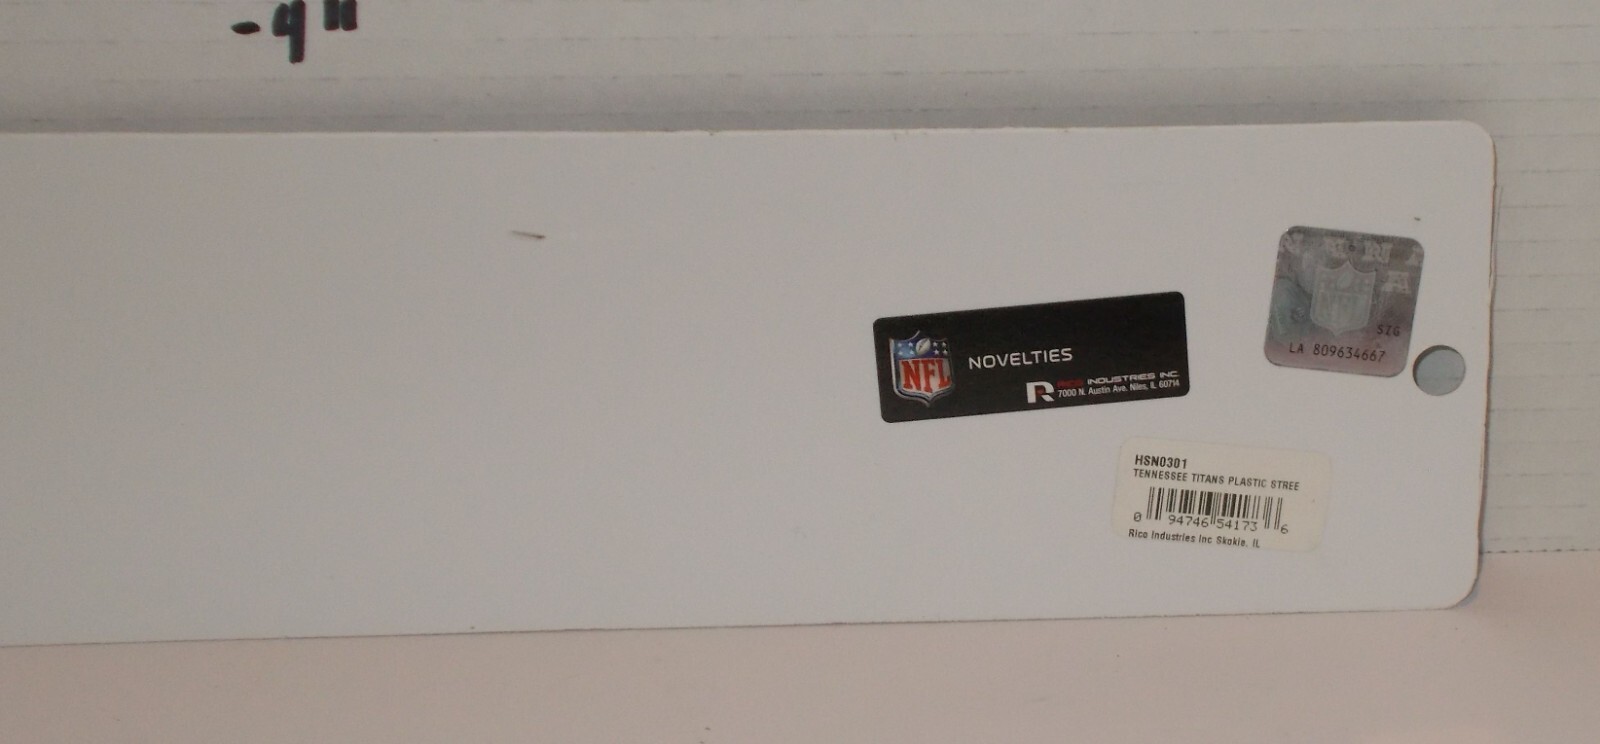 -4"
NFL
NOVELTIES
RICO INDUSTRIES INC.
7000 N. Austin Ave. Niles, IL 60714
NFL
SIG
LA 809634667
HSN0301
TENNESSEE TITANS PLASTIC STREE
0 94746 54173 6
Rico Industries Inc Skokie, IL